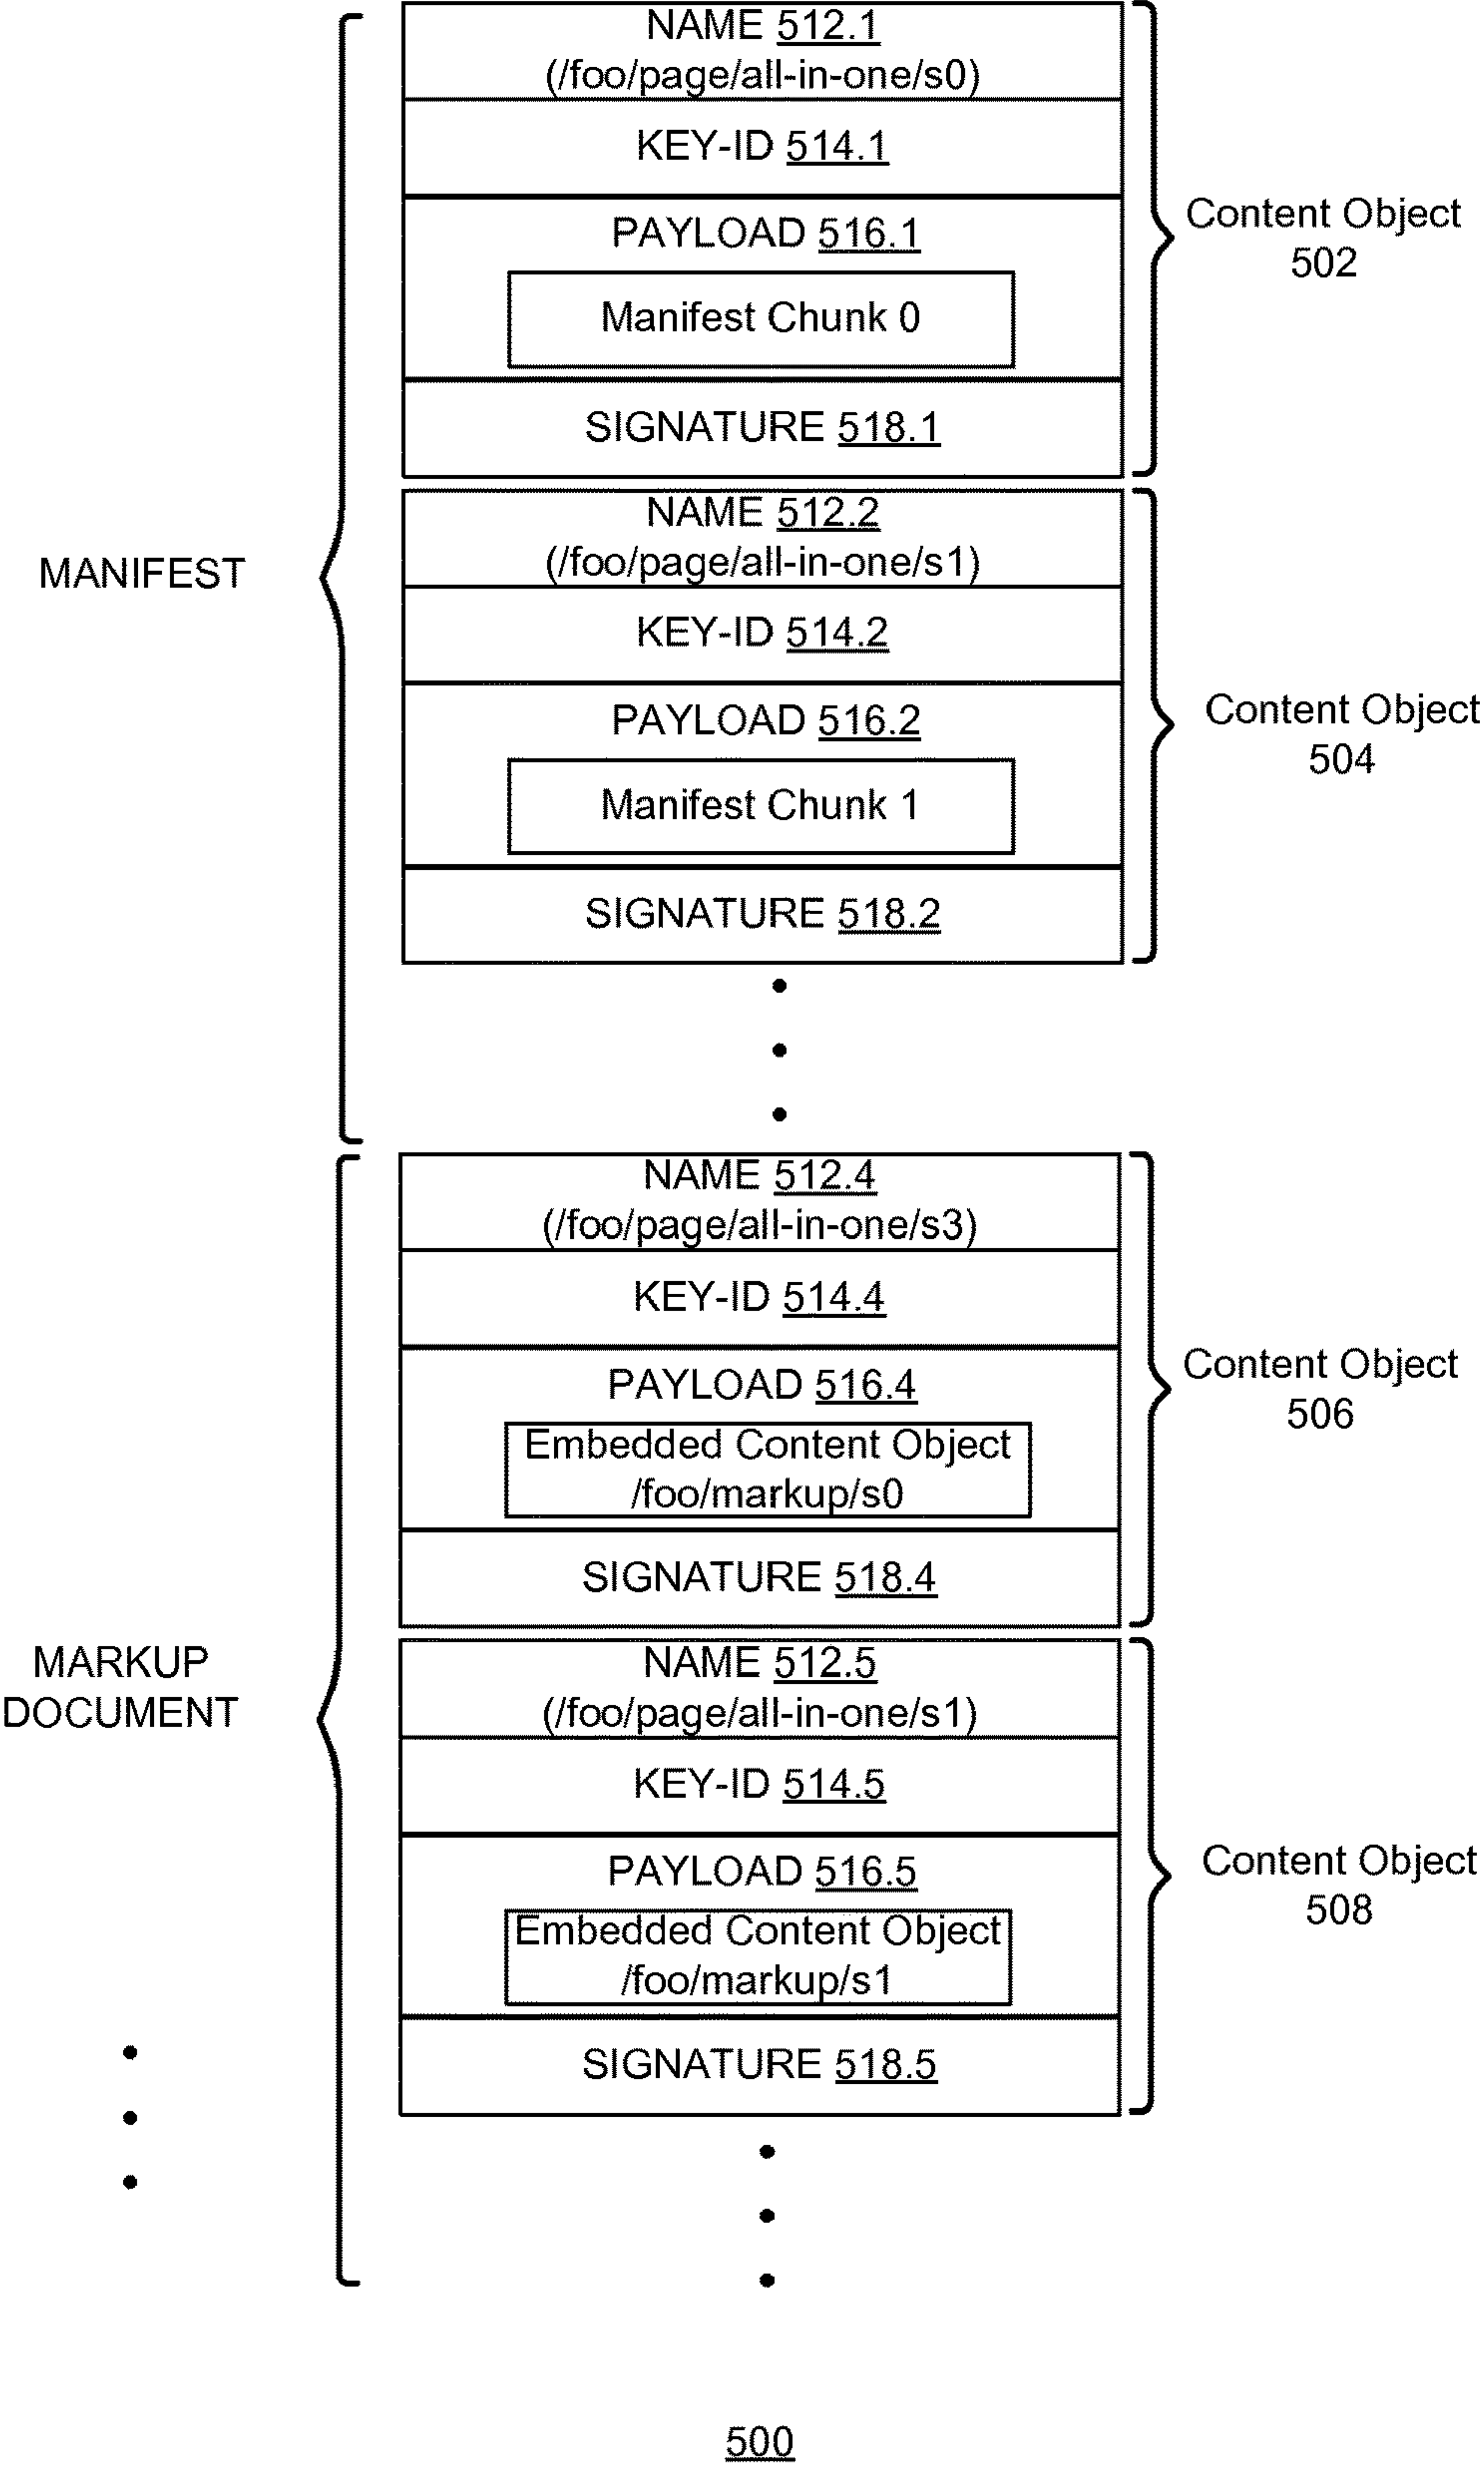 NAME 512.1
(/foo/page/all-in-one/s0)
KEY-ID 514.1
PAYLOAD 516.1
Manifest Chunk 0
SIGNATURE 518.1
Content Object
502
MANIFEST
NAME 512.2
(/foo/page/all-in-one/s1)
KEY-ID 514.2
PAYLOAD 516.2
Manifest Chunk 1
SIGNATURE 518.2
Content Object
504
NAME 512.4
(/foo/page/all-in-one/s3)
KEY-ID 514.4
PAYLOAD 516.4
Embedded Content Object
/foo/markup/s0
SIGNATURE 518.4
Content Object
506
MARKUP
DOCUMENT
NAME 512.5
(/foo/page/all-in-one/s1)
KEY-ID 514.5
PAYLOAD 516.5
Embedded Content Object
/foo/markup/s1
SIGNATURE 518.5
Content Object
508
500